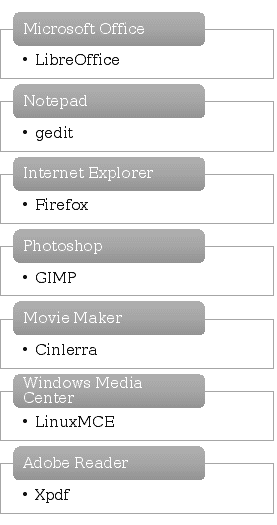 Microsoft Office
• LibreOffice
Notepad
• gedit
Internet Explorer
• Firefox
Photoshop
• GIMP
Movie Maker
• Cinlerra
Windows Media
Center
• LinuxMCE
Adobe Reader
• Xpdf